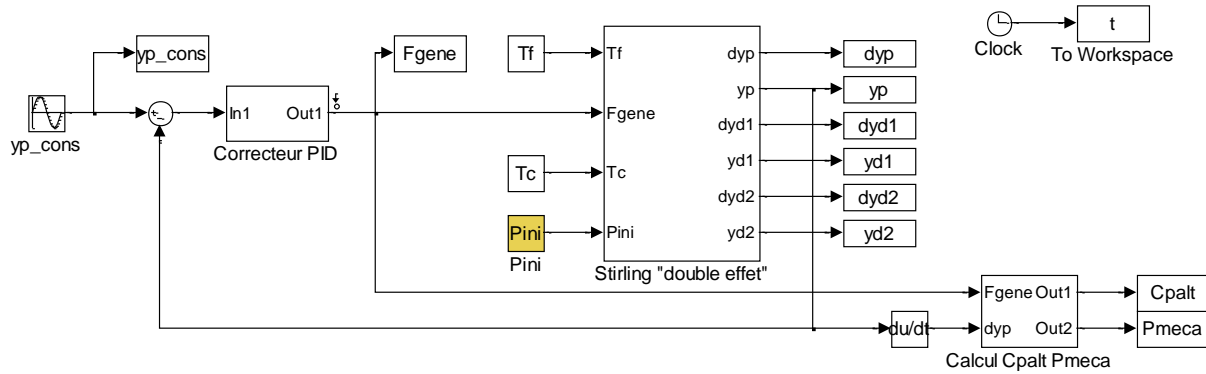 yp_cons
Fgene
Tf
Clock
t
To Workspace
yp_cons
+
-
In1
Out1
Correcteur PID
Tc
Pini
Pini
Tf
Fgene
Tc
Pini
dyp
yp
dyd1
yd1
dyd2
yd2
Stirling "double effet"
dyp
yp
dyd1
yd1
dyd2
yd2
du/dt
Fgene
Out1
dyp
Out2
Calcul Cpalt Pmeca
Cpalt
Pmeca